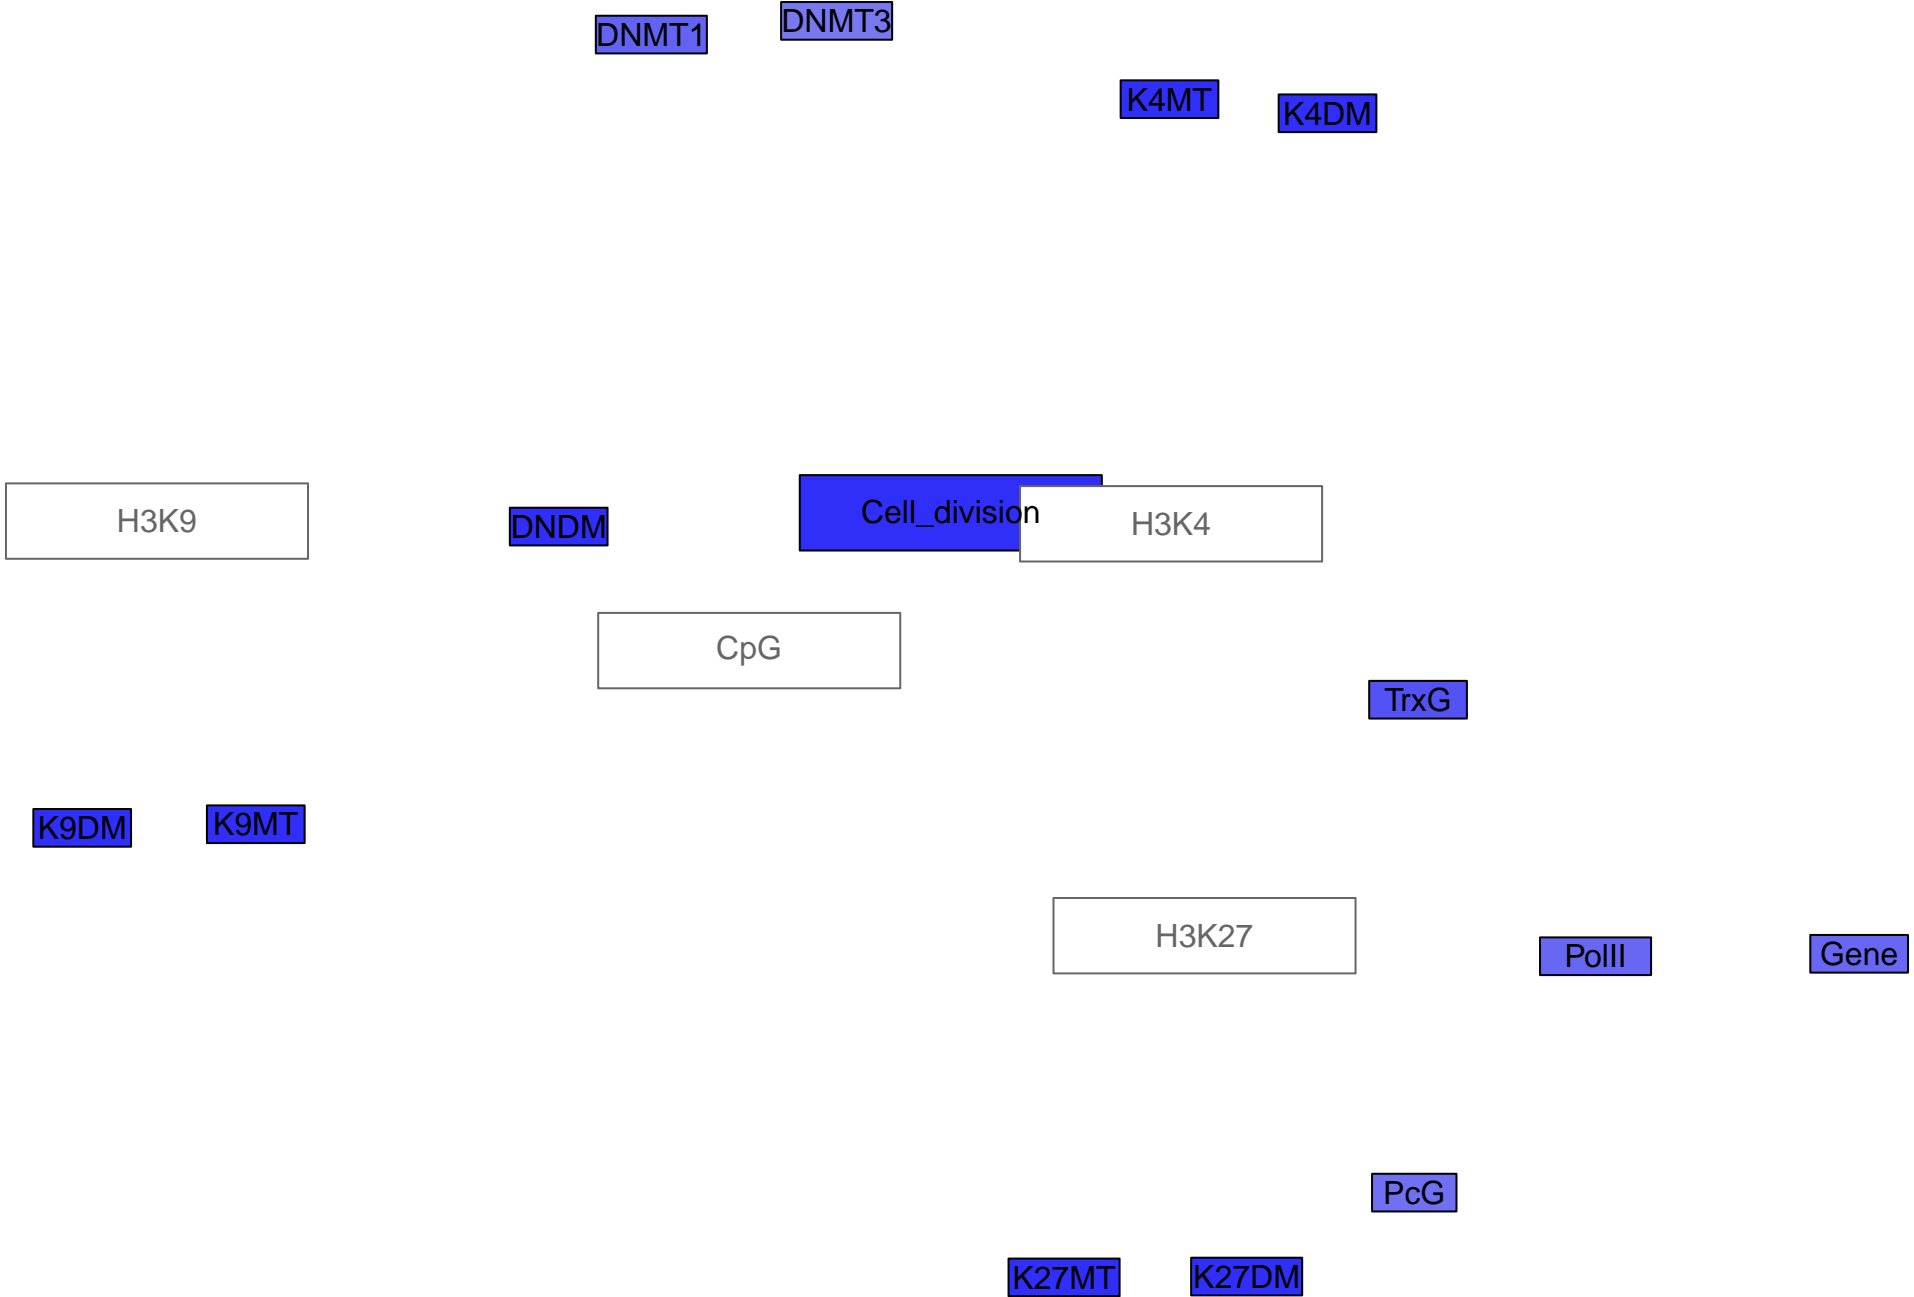 DNMT3
DNMT1
K4MT
K4DM
Cell_division
H3K9
H3K4
DNDM
CpG
TrxG
K9MT
K9DM
H3K27
Gene
PolII
PcG
K27DM
K27MT